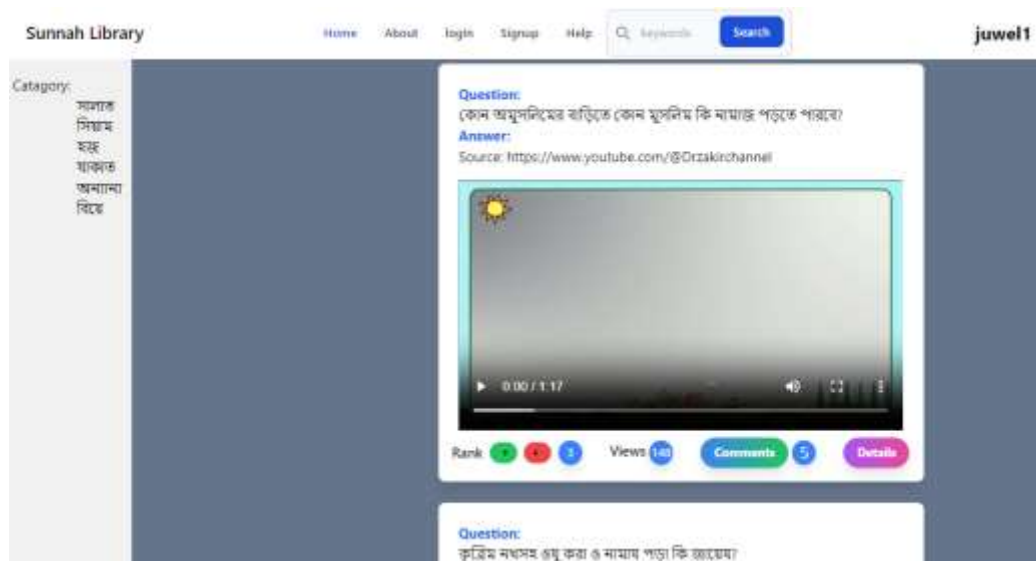 Sunnah Library
Home About login Signup Help keywords Search
juwel1
Catagory:
সালাত
সিয়াম
হজ্জ
যাকাত
অন্যান্য
বিয়ে
Question:
কোন অমুসলিমের বাড়িতে কোন মুসলিম কি নামাজ পড়তে পারবে?
Answer:
Source: https://www.youtube.com/@Drzakirchannel
0:00 / 1:17
Rank 3 Views 148 Comments 5 Details
Question:
কৃত্রিম নখসহ ওযু করা ও নামায পড়া কি জায়েয?